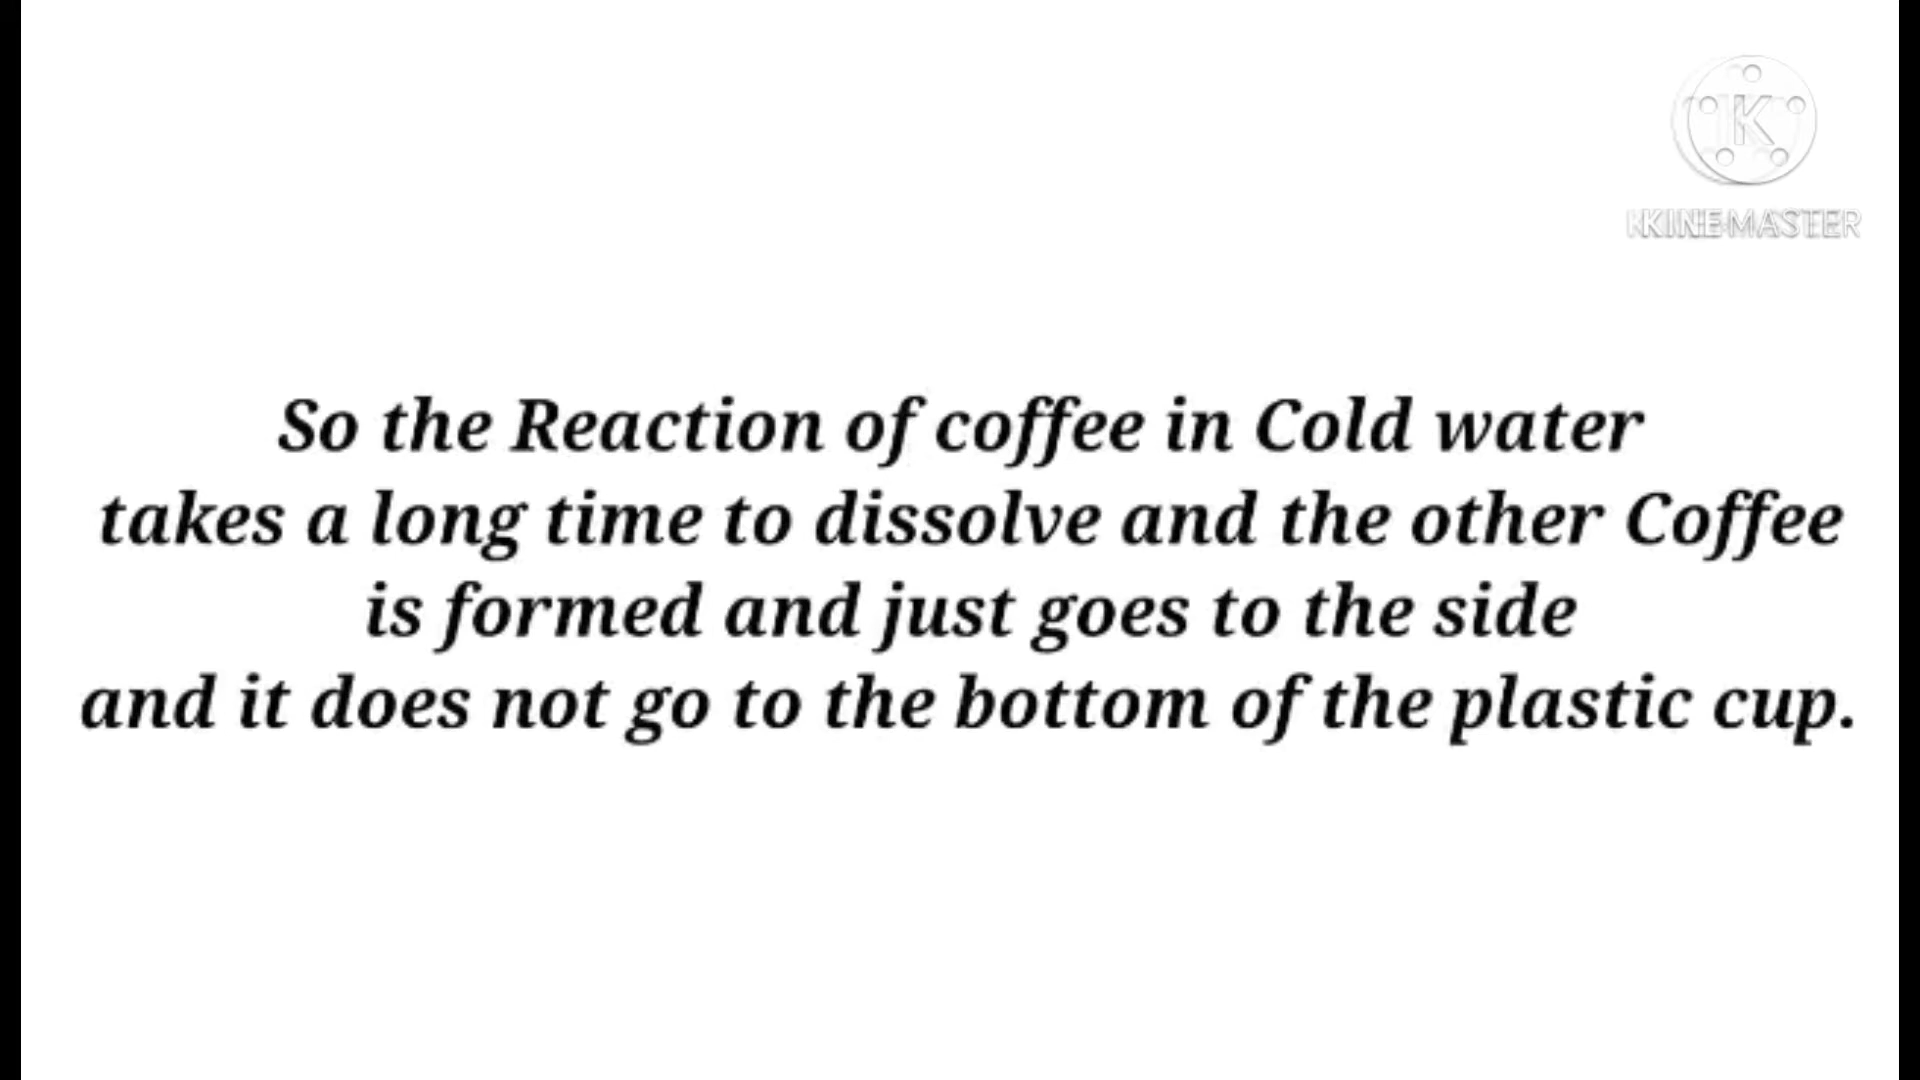 K
KINEMASTER
So the Reaction of coffee in Cold water
takes a long time to dissolve and the other Coffee
is formed and just goes to the side
and it does not go to the bottom of the plastic cup.